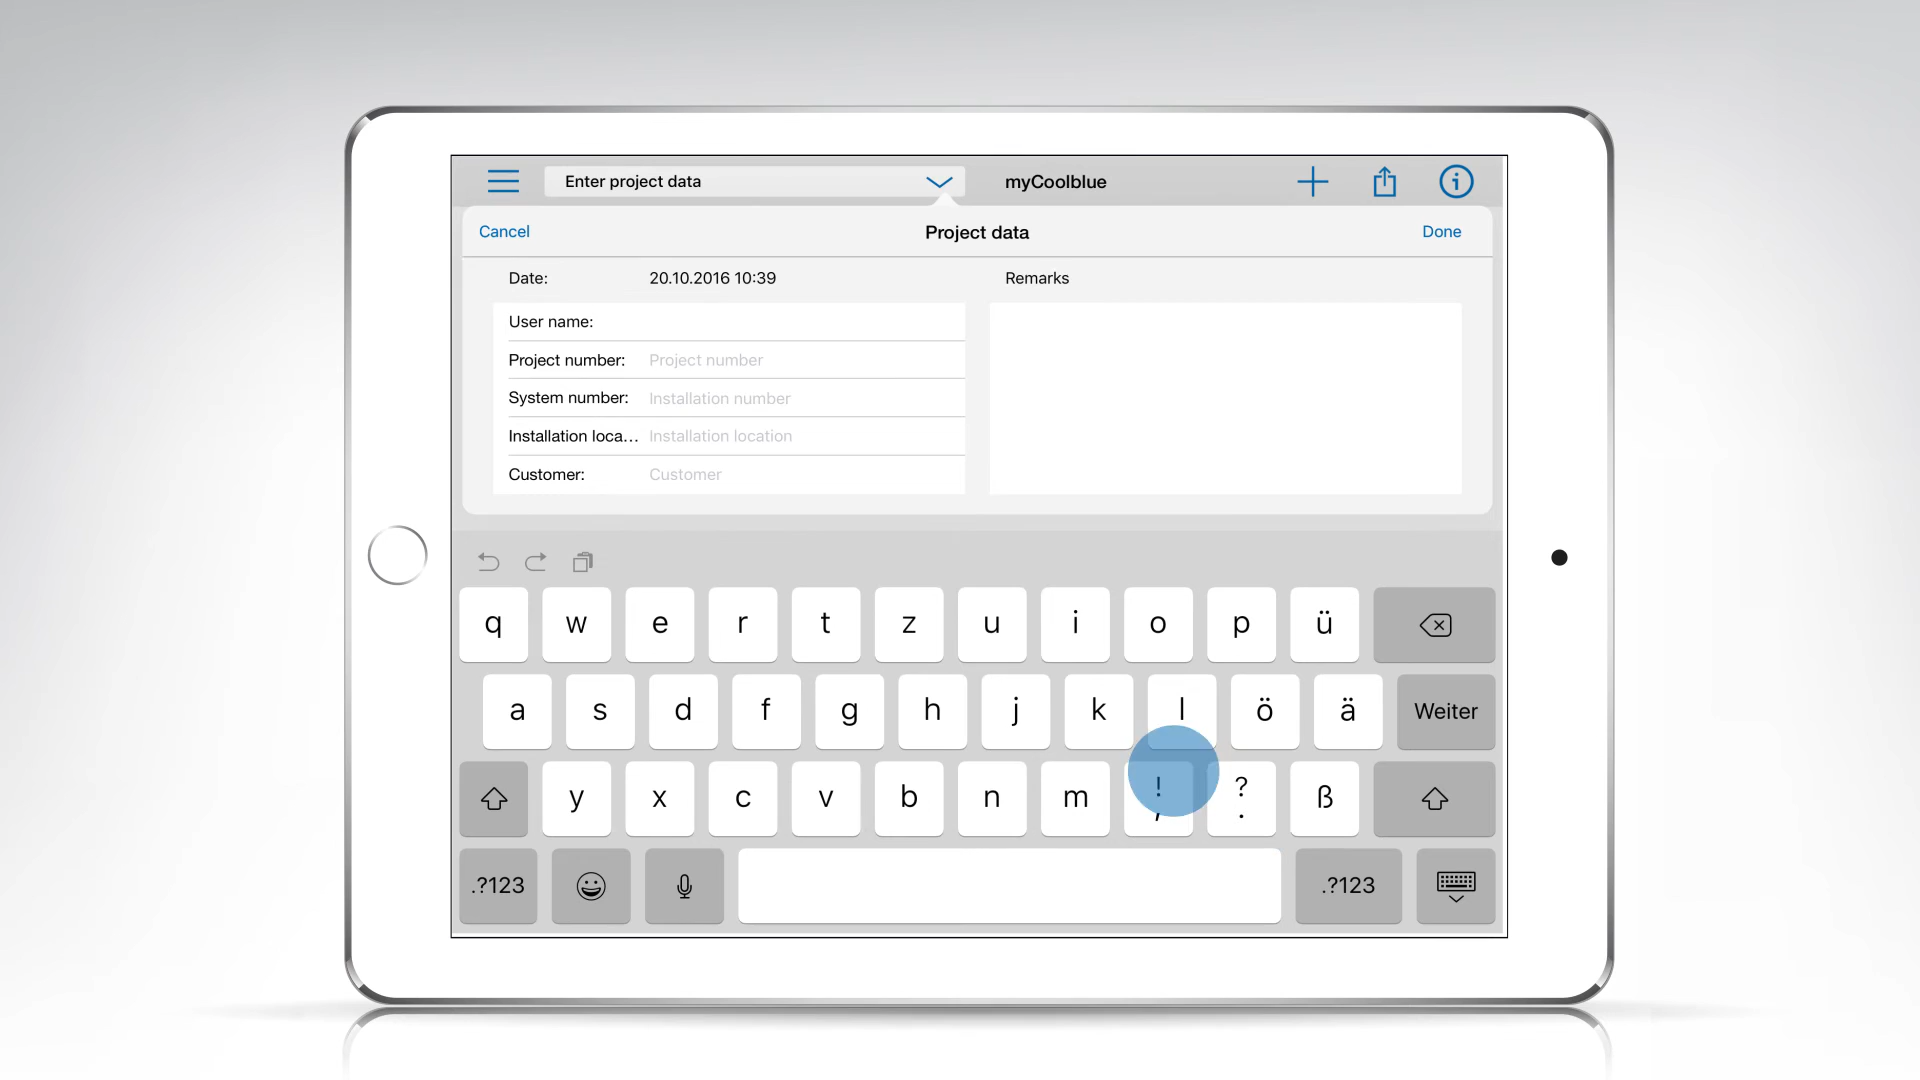 Enter project data
myCoolblue
Cancel
Project data
Done
Date:
20.10.2016 10:39
Remarks
User name:
Project number:
Project number
System number:
Installation number
Installation loca...
Installation location
Customer:
Customer
q w e r t z u i o p ü
a s d f g h j k l ö ä Weiter
y x c v b n m ! , ? . ß
.?123 .?123